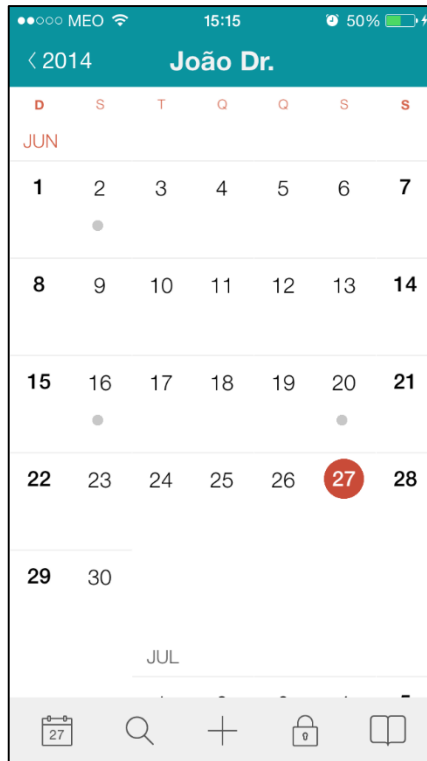 MEO 15:15 50%
2014 João Dr.
D S T Q Q S S
JUN
1 2 3 4 5 6 7
8 9 10 11 12 13 14
15 16 17 18 19 20 21
22 23 24 25 26 27 28
29 30
JUL
27